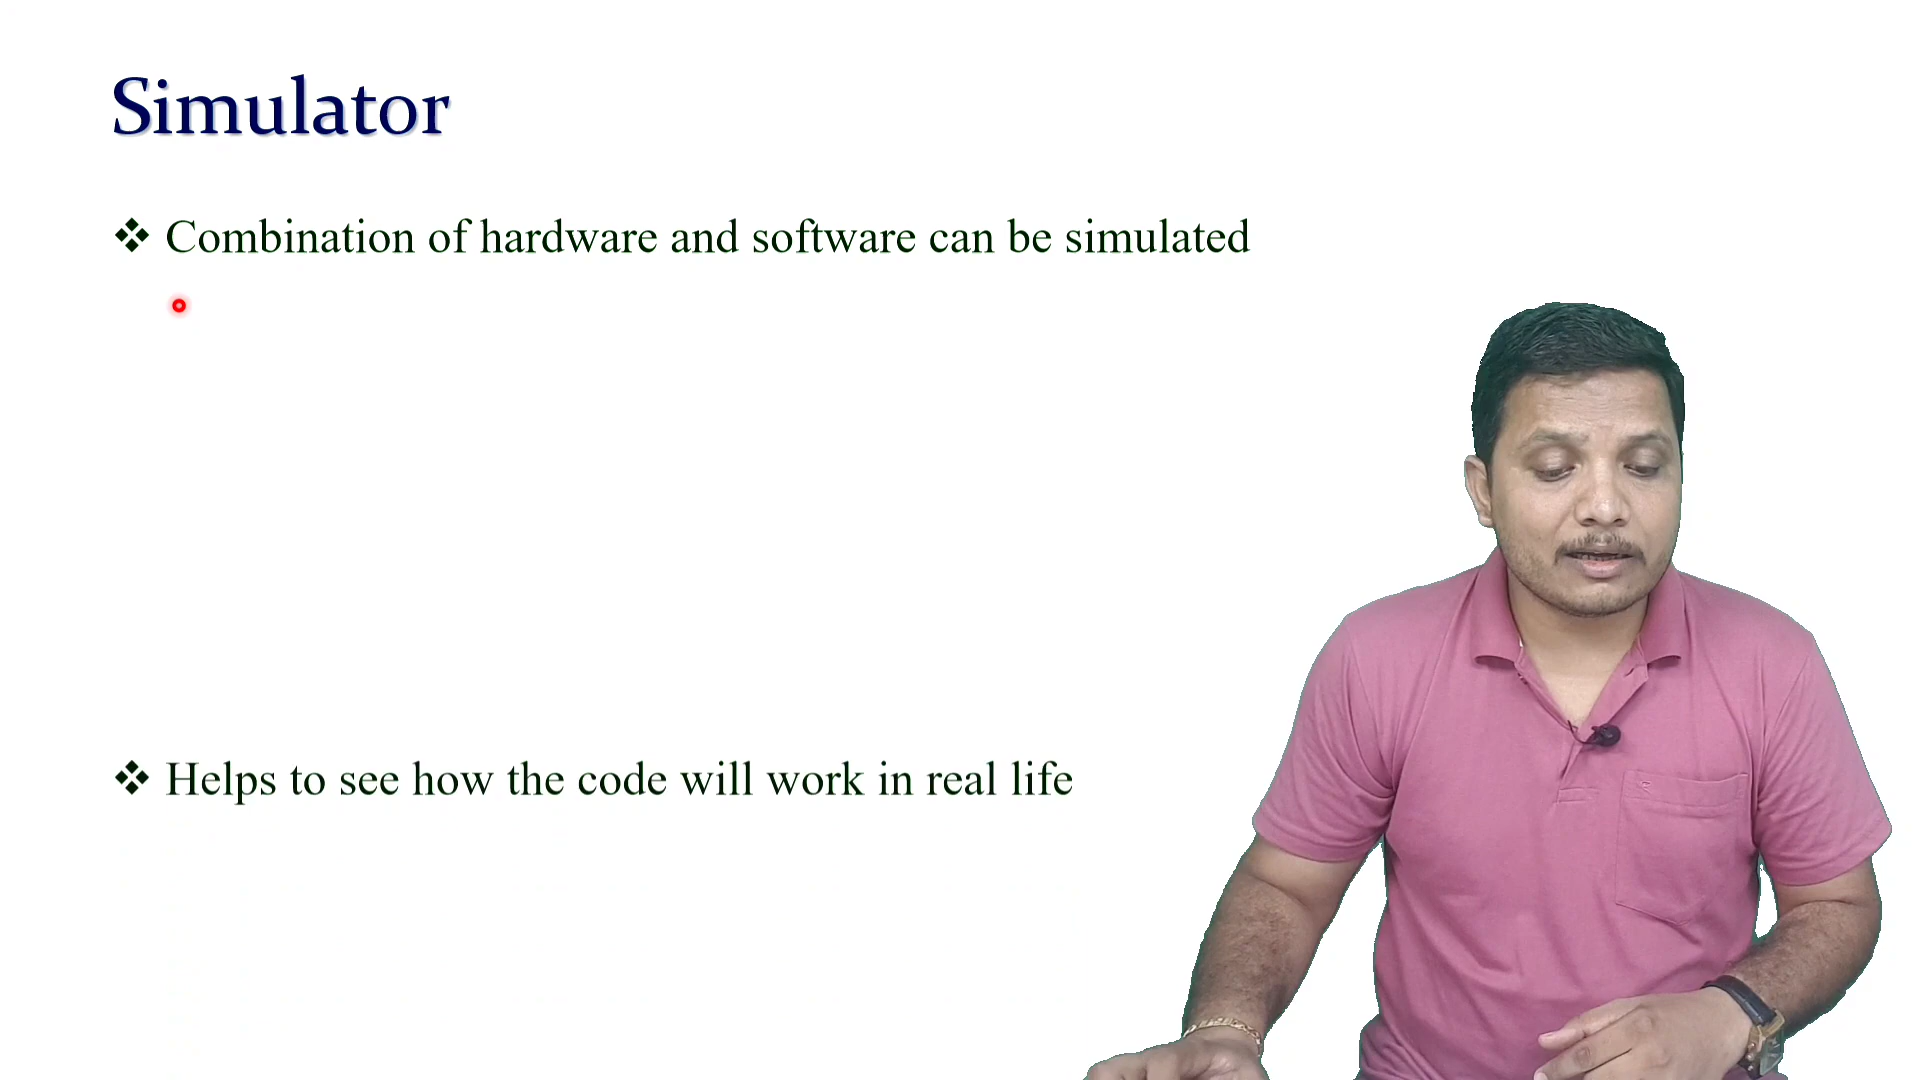 Simulator
❖ Combination of hardware and software can be simulated
❖ Helps to see how the code will work in real life